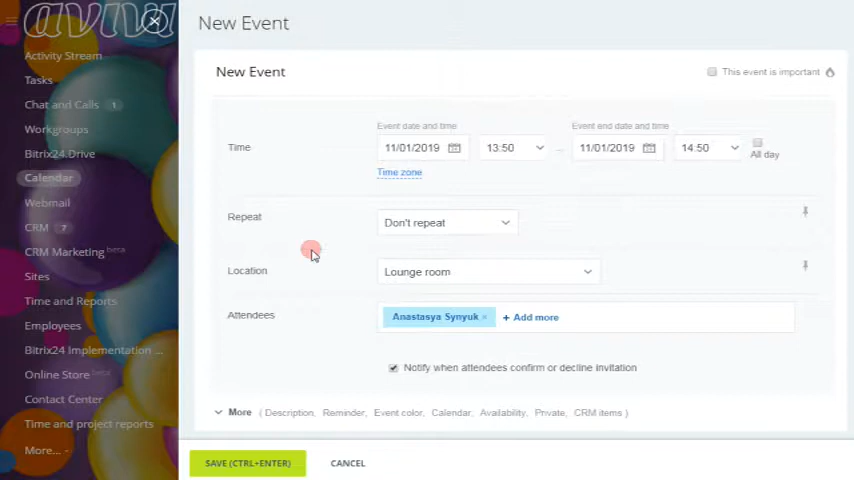 aviva
New Event
Activity Stream
Tasks
Chat and Calls 1
Workgroups
Bitrix24.Drive
Calendar
Webmail
CRM 7
CRM Marketing beta
Sites
Time and Reports
Employees
Bitrix24 Implementation ...
Online Store beta
Contact Center
Time and project reports
More...
New Event
This event is important
Event date and time
Event end date and time
Time
11/01/2019 13:50 – 11/01/2019 14:50 All day
Time zone
Repeat
Don't repeat
Location
Lounge room
Attendees
Anastasya Synyuk × + Add more
Notify when attendees confirm or decline invitation
More ( Description, Reminder, Event color, Calendar, Availability, Private, CRM items )
SAVE (CTRL+ENTER) CANCEL